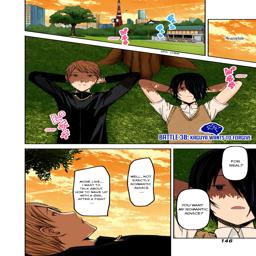 BATTLE 38: KAGUYA WANTS TO FORGIVE
FOR REAL?
YOU WANT
MY ROMANTIC
ADVICE?
WELL, NOT
EXACTLY
ROMANTIC
ADVICE.
MORE LIKE...
I WANT TO
TALK ABOUT
HOW TO MAKE
UP WITH A GIRL
AFTER A FIGHT.
146